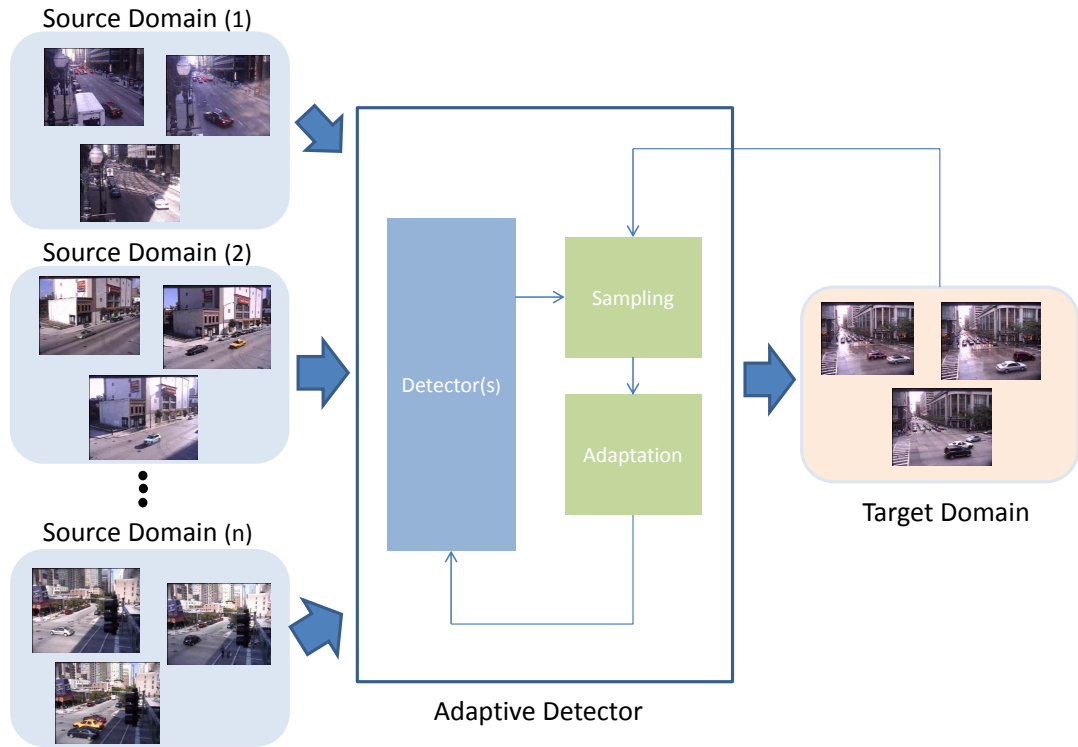 Source Domain (1)
Source Domain (2)
Source Domain (n)
Detector(s)
Sampling
Adaptation
Adaptive Detector
Target Domain